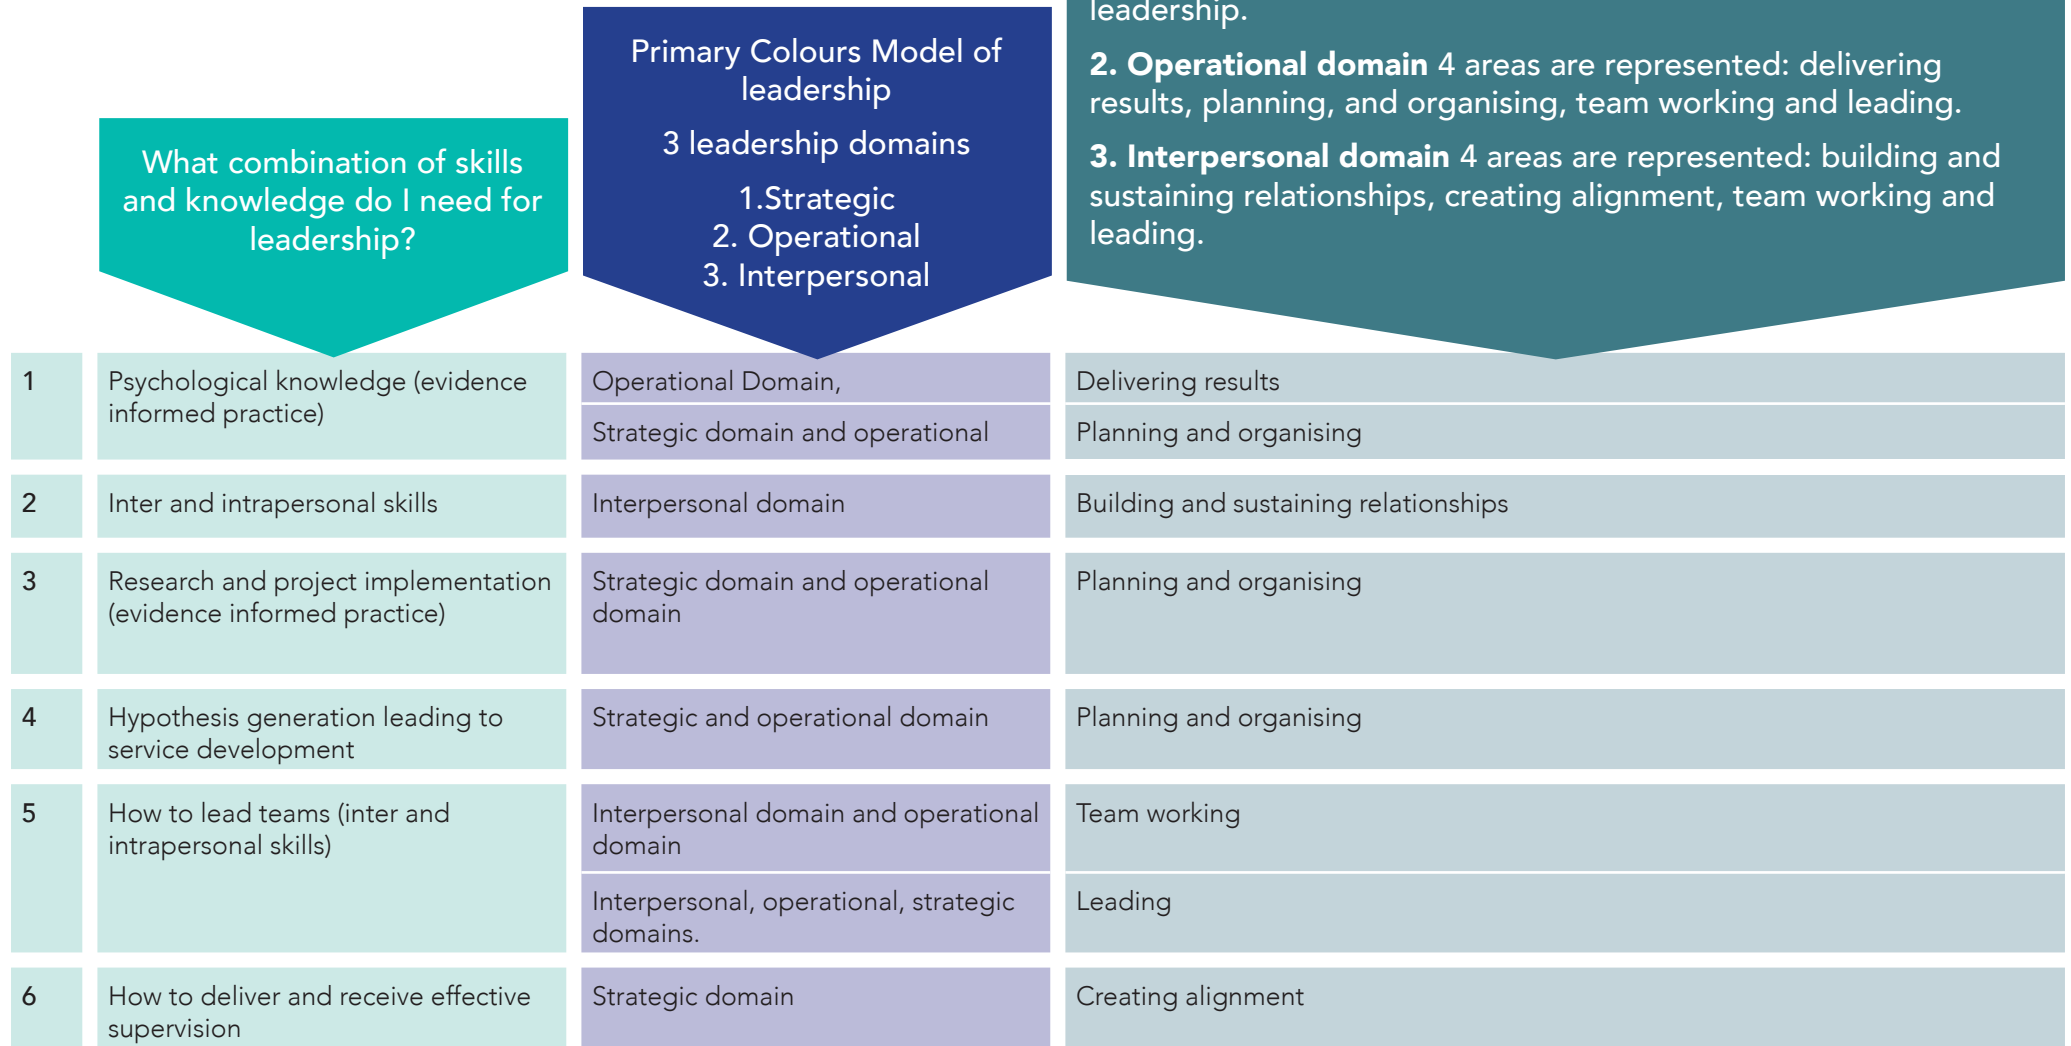 What combination of skills
and knowledge do I need for
leadership?
Primary Colours Model of
leadership
3 leadership domains
1.Strategic
2. Operational
3. Interpersonal
leadership.
2. Operational domain 4 areas are represented: delivering
results, planning, and organising, team working and leading.
3. Interpersonal domain 4 areas are represented: building and
sustaining relationships, creating alignment, team working and
leading.
1
Psychological knowledge (evidence
informed practice)
Operational Domain,
Delivering results
Strategic domain and operational
Planning and organising
2
Inter and intrapersonal skills
Interpersonal domain
Building and sustaining relationships
3
Research and project implementation
(evidence informed practice)
Strategic domain and operational
domain
Planning and organising
4
Hypothesis generation leading to
service development
Strategic and operational domain
Planning and organising
5
How to lead teams (inter and
intrapersonal skills)
Interpersonal domain and operational
domain
Team working
Interpersonal, operational, strategic
domains.
Leading
6
How to deliver and receive effective
supervision
Strategic domain
Creating alignment